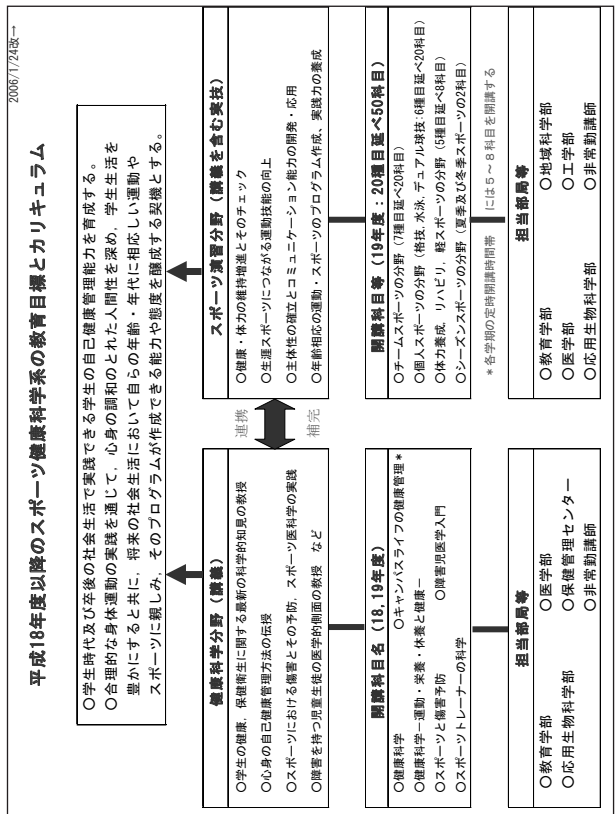 2006/1/24改→
平成18年度以降のスポーツ健康科学系の教育目標とカリキュラム
○学生時代及び卒後の社会生活で実践できる学生の自己健康管理能力を育成する。
○合理的な身体運動の実践を通じて、心身の調和のとれた人間性を深め、学生生活を
豊かにすると共に、将来の社会生活において自らの年齢・年代に相応しい運動や
スポーツに親しみ、そのプログラムが作成できる能力や態度を醸成する契機とする。
健康科学分野（講義）
○学生の健康、保健衛生に関する最新の科学的知見の教授
○心身の自己健康管理方法の伝授
○スポーツにおける傷害とその予防、スポーツ医科学の実践
○障害を持つ児童生徒の医学的側面の教授 など
連携
補完
スポーツ演習分野（講義を含む実技）
○健康・体力の維持増進とそのチェック
○生涯スポーツにつながる運動技能の向上
○主体性の確立とコミュニケーション能力の開発・応用
○年齢相応の運動・スポーツのプログラム作成、実践力の養成
開講科目名（18,19年度）
○健康科学 ○キャンパスライフの健康管理*
○健康科学－運動・栄養・休養と健康－
○スポーツと傷害予防 ○障害児医学入門
○スポーツトレーナーの科学
開講科目等（19年度：20種目延べ50科目）
○チームスポーツの分野（7種目延べ20科目）
○個人スポーツの分野（格技、水泳、デュアル球技：6種目延べ20科目）
○体力養成、リハビリ、軽スポーツの分野（5種目延べ8科目）
○シーズンスポーツの分野（夏季及び冬季スポーツの2科目）
*各学期の定時開講時間帯 には5～8科目を開講する
担当部局等
○教育学部 ○医学部
○応用生物科学部 ○保健管理センター
○非常勤講師
担当部局等
○教育学部 ○地域科学部
○医学部 ○工学部
○応用生物科学部 ○非常勤講師